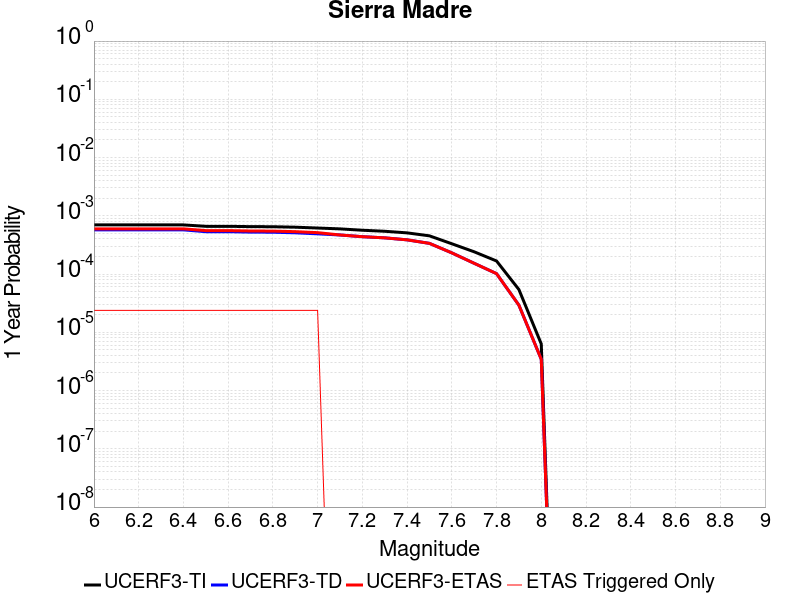 Sierra Madre
10^0
10^-1
10^-2
10^-3
10^-4
10^-5
10^-6
10^-7
10^-8
1 Year Probability
6 6.2 6.4 6.6 6.8 7 7.2 7.4 7.6 7.8 8 8.2 8.4 8.6 8.8 9
Magnitude
UCERF3-TI UCERF3-TD UCERF3-ETAS ETAS Triggered Only